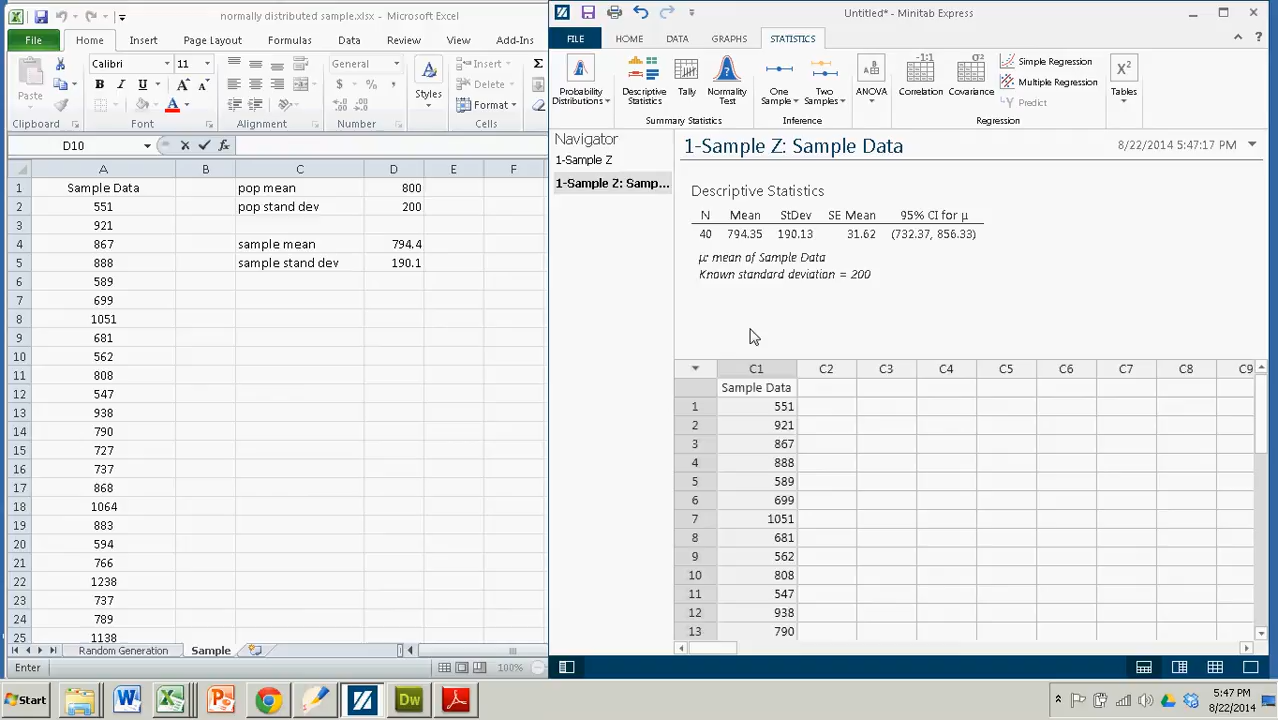 normally distributed sample.xlsx - Microsoft Excel
File Home Insert Page Layout Formulas Data Review View Add-Ins
Paste
Calibri 11
B I U
General
$ %
Styles
Insert
Delete
Format
Σ
Clipboard Font Alignment Number Cells
D10 fx
A B C D E F
1 Sample Data pop mean 800
2 551 pop stand dev 200
3 921
4 867 sample mean 794.4
5 888 sample stand dev 190.1
6 589
7 699
8 1051
9 681
10 562
11 808
12 547
13 938
14 790
15 727
16 737
17 868
18 1064
19 883
20 594
21 766
22 1238
23 737
24 789
25 1138
Random Generation Sample
Enter 100%
Untitled* - Minitab Express
FILE HOME DATA GRAPHS STATISTICS
Probability Distributions
Descriptive Statistics
Tally
Normality Test
One Sample
Two Samples
ANOVA
Correlation
Covariance
Simple Regression
Multiple Regression
Predict
Tables
Summary Statistics Inference Regression
Navigator
1-Sample Z
1-Sample Z: Samp...
1-Sample Z: Sample Data 8/22/2014 5:47:17 PM
Descriptive Statistics
N Mean StDev SE Mean 95% CI for μ
40 794.35 190.13 31.62 (732.37, 856.33)
μ: mean of Sample Data
Known standard deviation = 200
C1 C2 C3 C4 C5 C6 C7 C8 C9
Sample Data
1 551
2 921
3 867
4 888
5 589
6 699
7 1051
8 681
9 562
10 808
11 547
12 938
13 790
Start
5:47 PM
8/22/2014